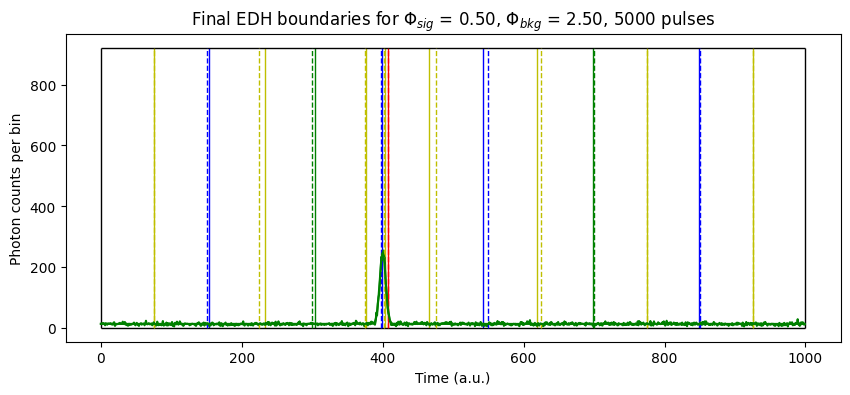 Final EDH boundaries for Φsig = 0.50, Φbkg = 2.50, 5000 pulses
Photon counts per bin
800
600
400
200
0
0 200 400 600 800 1000
Time (a.u.)